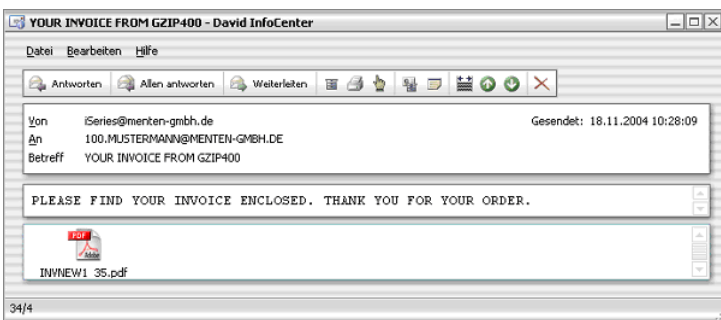 YOUR INVOICE FROM GZIP400 - David InfoCenter
Datei Bearbeiten Hilfe
Antworten Allen antworten Weiterleiten
Von iSeries@menten-gmbh.de Gesendet: 18.11.2004 10:28:09
An 100.MUSTERMANN@MENTEN-GMBH.DE
Betreff YOUR INVOICE FROM GZIP400
PLEASE FIND YOUR INVOICE ENCLOSED. THANK YOU FOR YOUR ORDER.
PDF
Adobe
INVNEW1 35.pdf
34/4